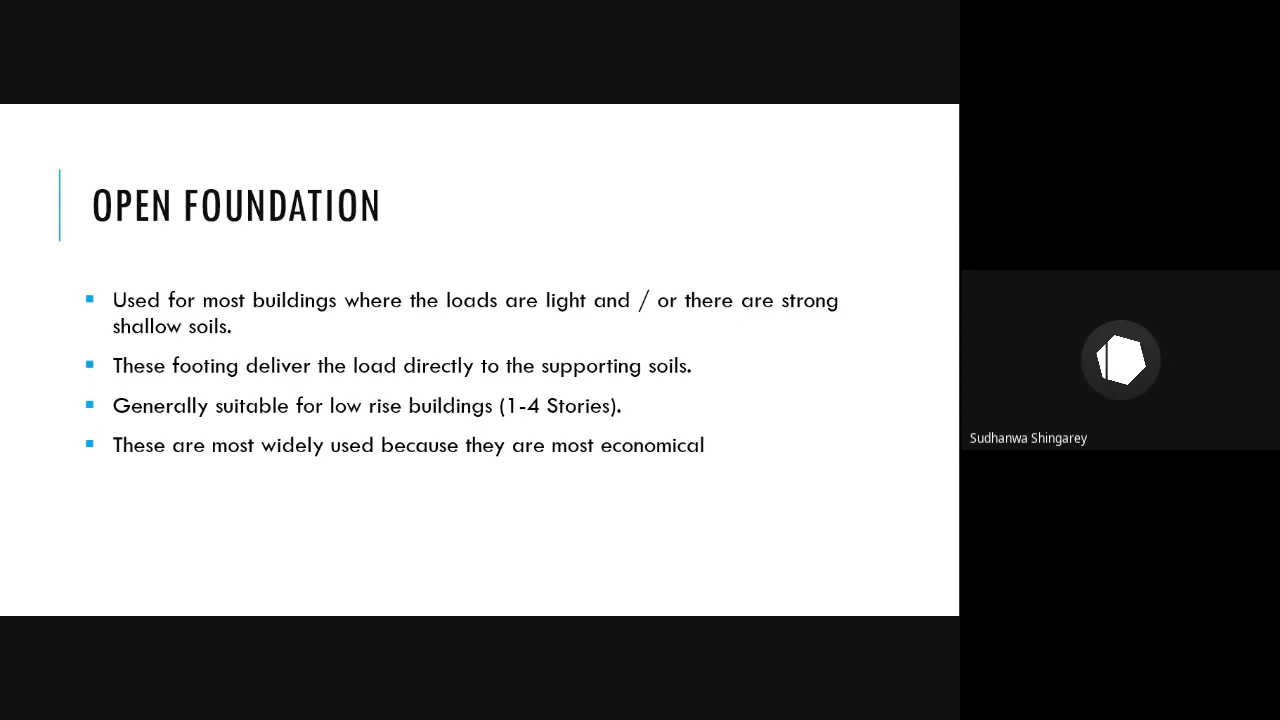 OPEN FOUNDATION
▪ Used for most buildings where the loads are light and / or there are strong
shallow soils.
▪ These footing deliver the load directly to the supporting soils.
▪ Generally suitable for low rise buildings (1-4 Stories).
▪ These are most widely used because they are most economical
Sudhanwa Shingarey